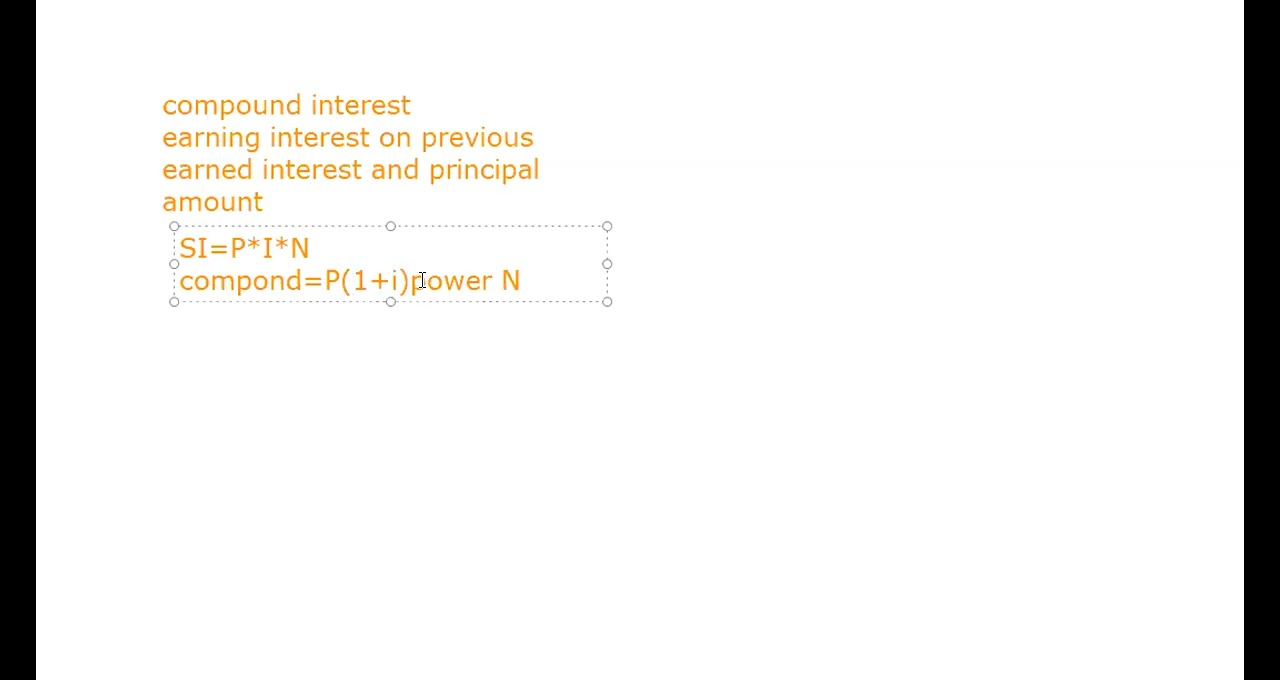 compound interest
earning interest on previous
earned interest and principal
amount
SI=P*I*N
compond=P(1+i)power N